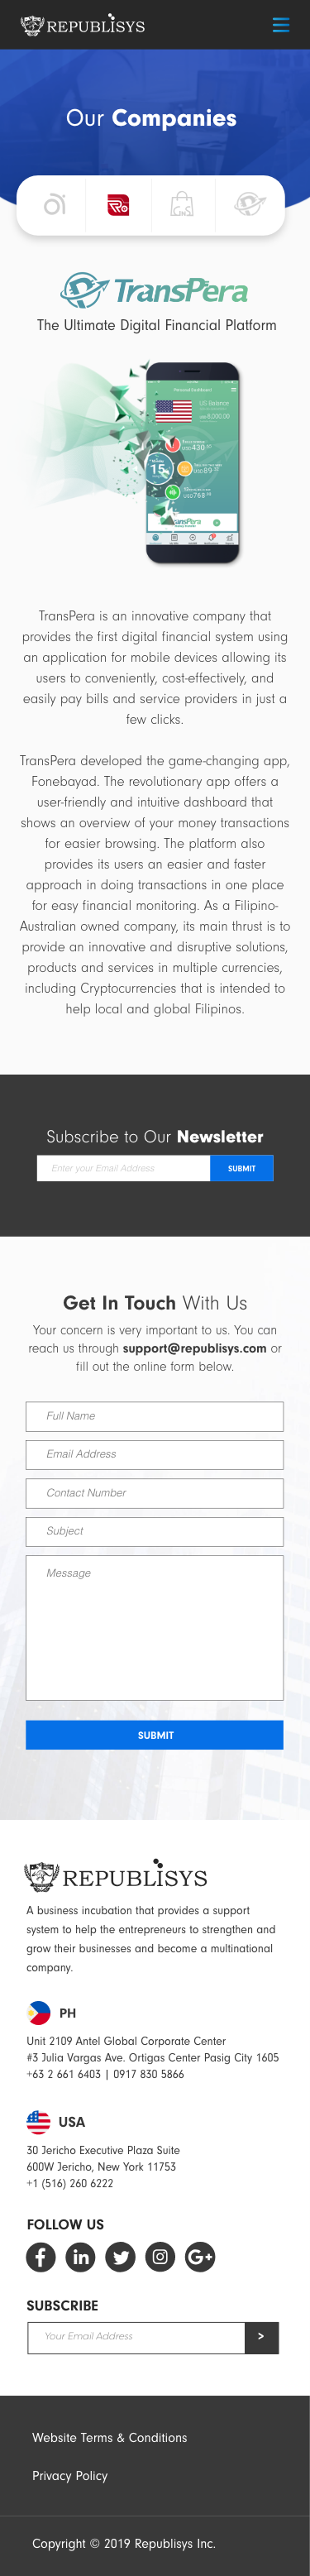 REPUBLISYS
Our Companies
TransPera
The Ultimate Digital Financial Platform
Personal Dashboard
Balance
15
TransPera
TransPera is an innovative company that
provides the first digital financial system using
an application for mobile devices allowing its
users to conveniently, cost-effectively, and
easily pay bills and service providers in just a
few clicks.
TransPera developed the game-changing app,
Fonebayad. The revolutionary app offers a
user-friendly and intuitive dashboard that
shows an overview of your money transactions
for easier browsing. The platform also
provides its users an easier and faster
approach in doing transactions in one place
for easy financial monitoring. As a Filipino-
Australian owned company, its main thrust is to
provide an innovative and disruptive solutions,
products and services in multiple currencies,
including Cryptocurrencies that is intended to
help local and global Filipinos.
Subscribe to Our Newsletter
Enter your Email Address
SUBMIT
Get In Touch With Us
Your concern is very important to us. You can
reach us through support@republisys.com or
fill out the online form below.
Full Name
Email Address
Contact Number
Subject
Message
SUBMIT
REPUBLISYS
A business incubation that provides a support
system to help the entrepreneurs to strengthen and
grow their businesses and become a multinational
company.
PH
Unit 2109 Antel Global Corporate Center
#3 Julia Vargas Ave. Ortigas Center Pasig City 1605
+63 2 661 6403 | 0917 830 5866
USA
30 Jericho Executive Plaza Suite
600W Jericho, New York 11753
+1 (516) 260 6222
FOLLOW US
SUBSCRIBE
Your Email Address
>
Website Terms & Conditions
Privacy Policy
Copyright © 2019 Republisys Inc.